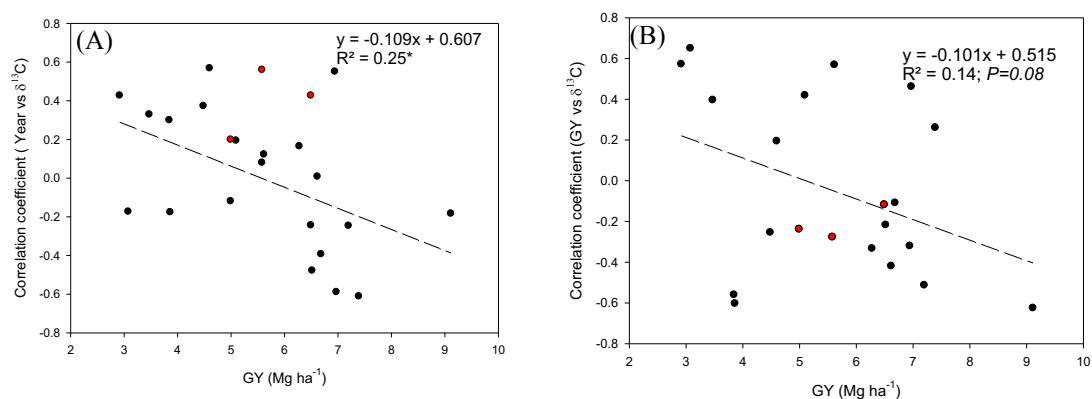 (A)
y = -0.109x + 0.607
R² = 0.25*
Correlation coefficient ( Year vs δ¹³C)
0.8
0.6
0.4
0.2
0.0
-0.2
-0.4
-0.6
-0.8
2 3 4 5 6 7 8 9 10
GY (Mg ha⁻¹)
(B)
y = -0.101x + 0.515
R² = 0.14; P=0.08
Correlation coefficient (GY vs δ¹³C)
0.8
0.6
0.4
0.2
0.0
-0.2
-0.4
-0.6
-0.8
2 3 4 5 6 7 8 9 10
GY (Mg ha⁻¹)